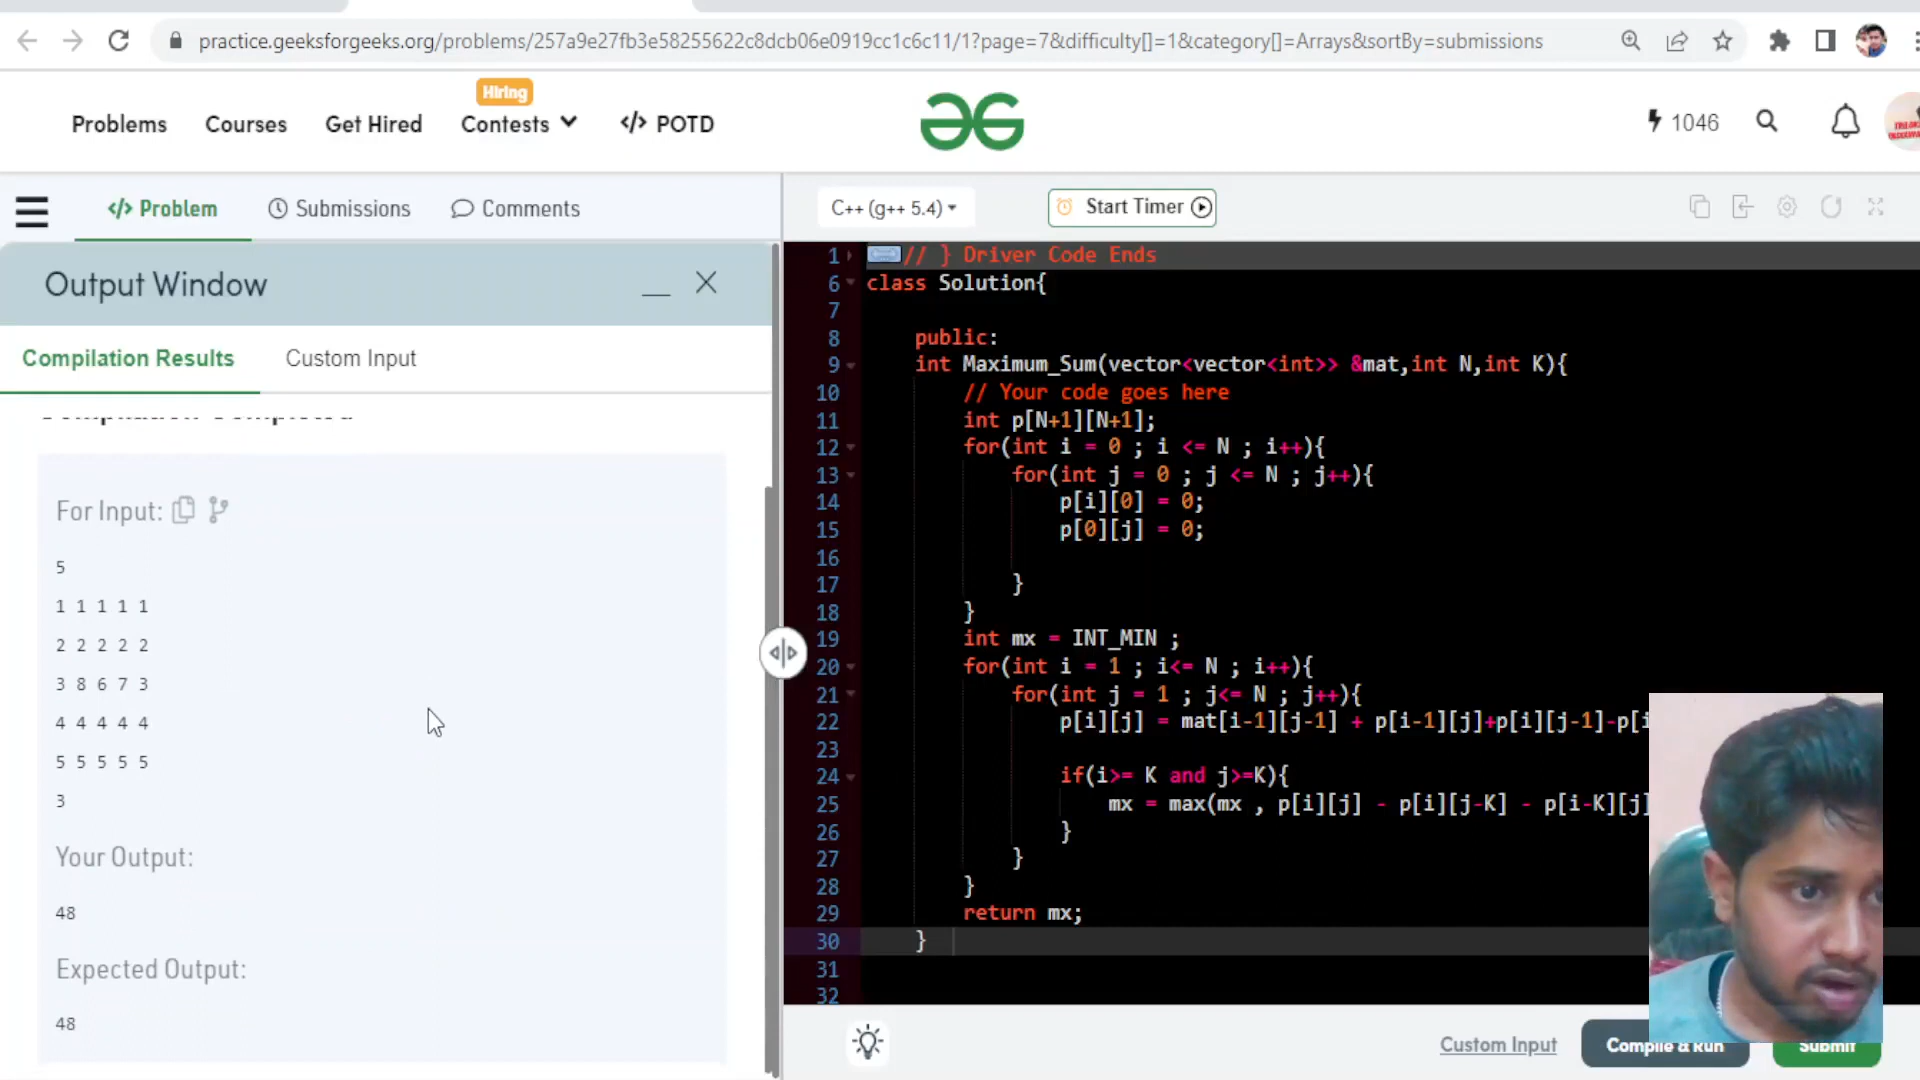 practice.geeksforgeeks.org/problems/257a9e27fb3e58255622c8dcb06e0919cc1c6c11/1?page=7&difficulty[]=1&category[]=Arrays&sortBy=submissions
Problems
Courses
Get Hired
Hiring
Contests
</> POTD
1046
</> Problem
Submissions
Comments
C++ (g++ 5.4)
Start Timer
Output Window
Compilation Results
Custom Input
For Input:
5
1 1 1 1 1
2 2 2 2 2
3 8 6 7 3
4 4 4 4 4
5 5 5 5 5
3
Your Output:
48
Expected Output:
48
1 // } Driver Code Ends
6 class Solution{
7
8 public:
9 int Maximum_Sum(vector<vector<int>> &mat,int N,int K){
10 // Your code goes here
11 int p[N+1][N+1];
12 for(int i = 0 ; i <= N ; i++){
13 for(int j = 0 ; j <= N ; j++){
14 p[i][0] = 0;
15 p[0][j] = 0;
16
17 }
18 }
19 int mx = INT_MIN ;
20 for(int i = 1 ; i<= N ; i++){
21 for(int j = 1 ; j<= N ; j++){
22 p[i][j] = mat[i-1][j-1] + p[i-1][j]+p[i][j-1]-p[i
23
24 if(i>= K and j>=K){
25 mx = max(mx , p[i][j] - p[i][j-K] - p[i-K][j]
26 }
27 }
28 }
29 return mx;
30 }
31
32
Custom Input
Compile & Run
Submit